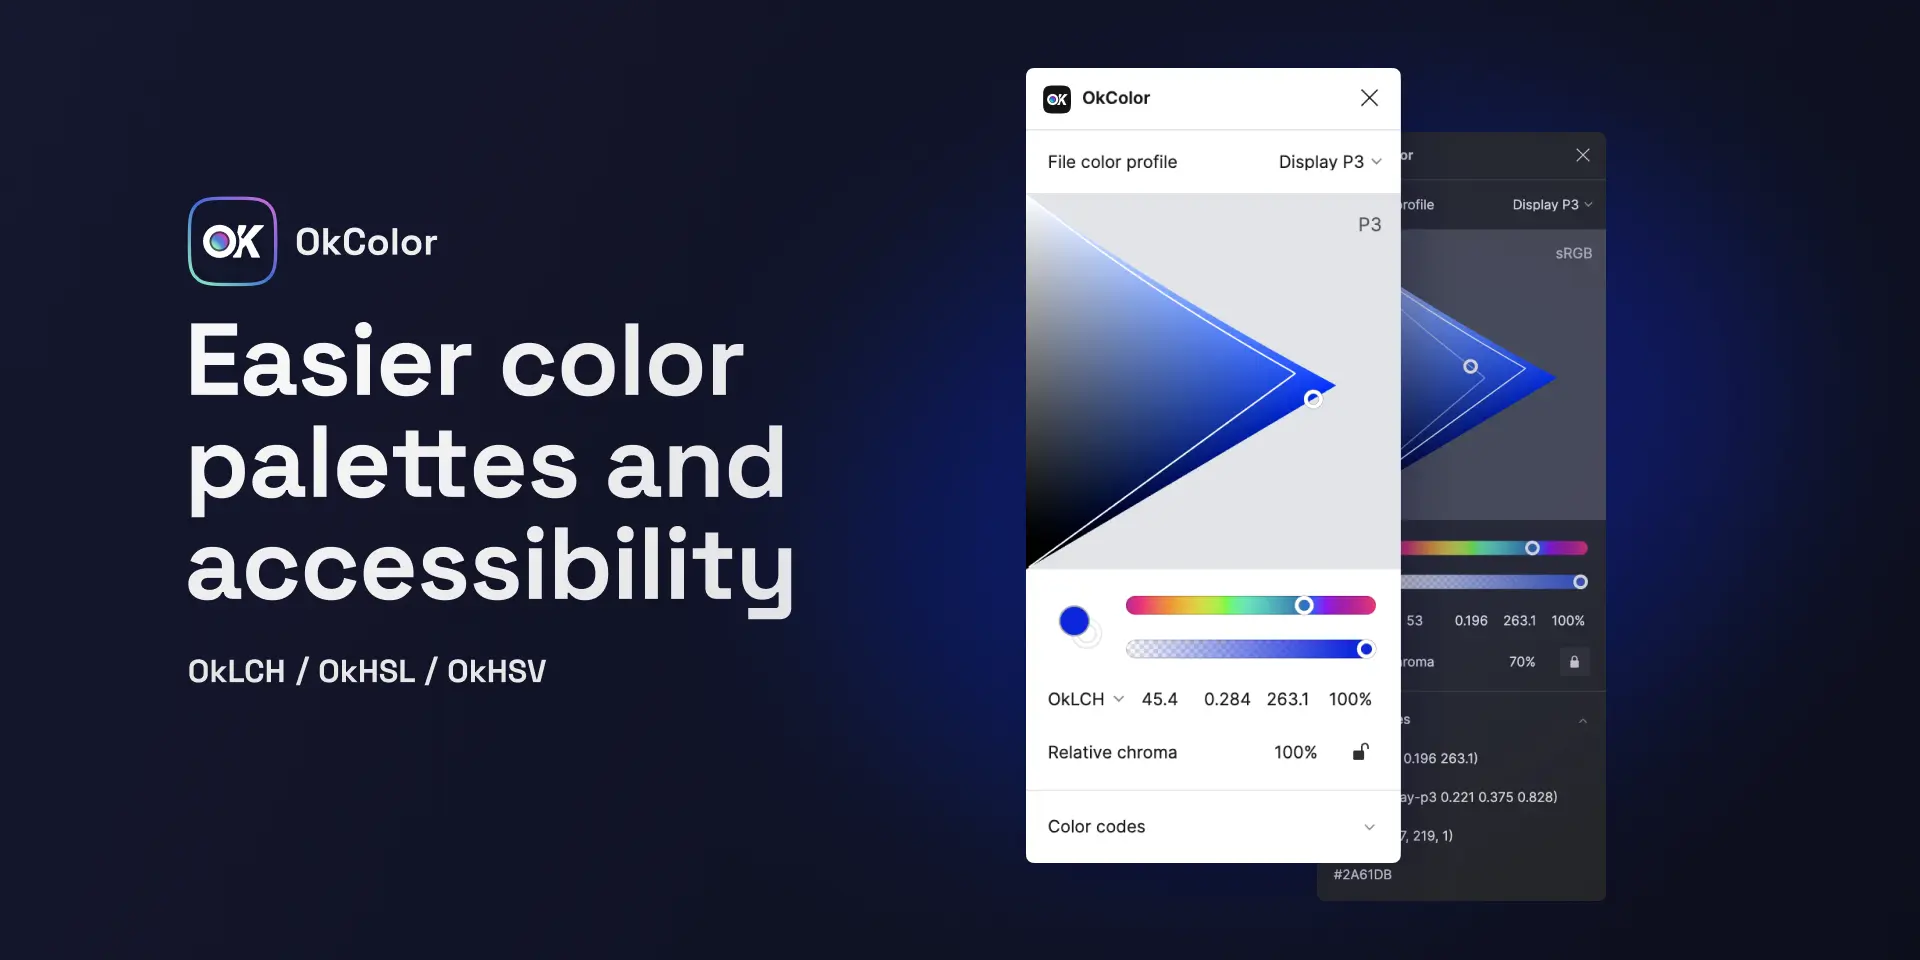 OK OkColor
Easier color
palettes and
accessibility
OkLCH / OkHSL / OkHSV
OK OkColor
File color profile Display P3
P3
OkLCH 45.4 0.284 263.1 100%
Relative chroma 100%
Color codes
or
rofile Display P3
sRGB
53 0.196 263.1 100%
roma 70%
es
0.196 263.1)
ay-p3 0.221 0.375 0.828)
7, 219, 1)
#2A61DB